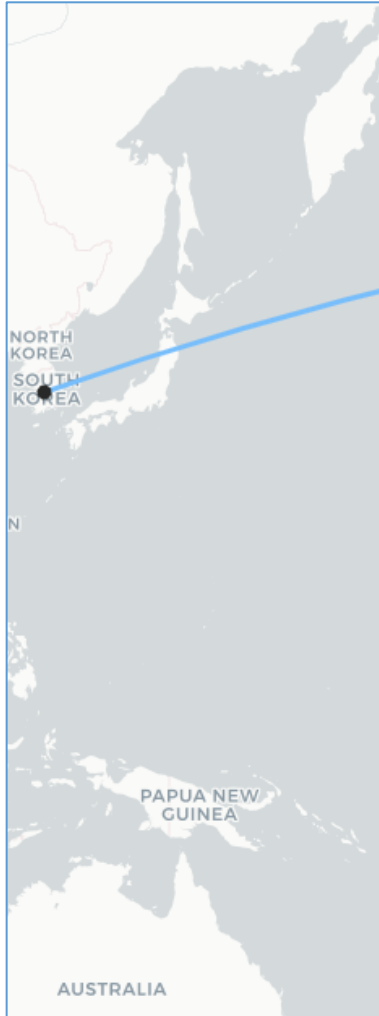 NORTH
KOREA
SOUTH
KOREA
N
PAPUA NEW
GUINEA
AUSTRALIA